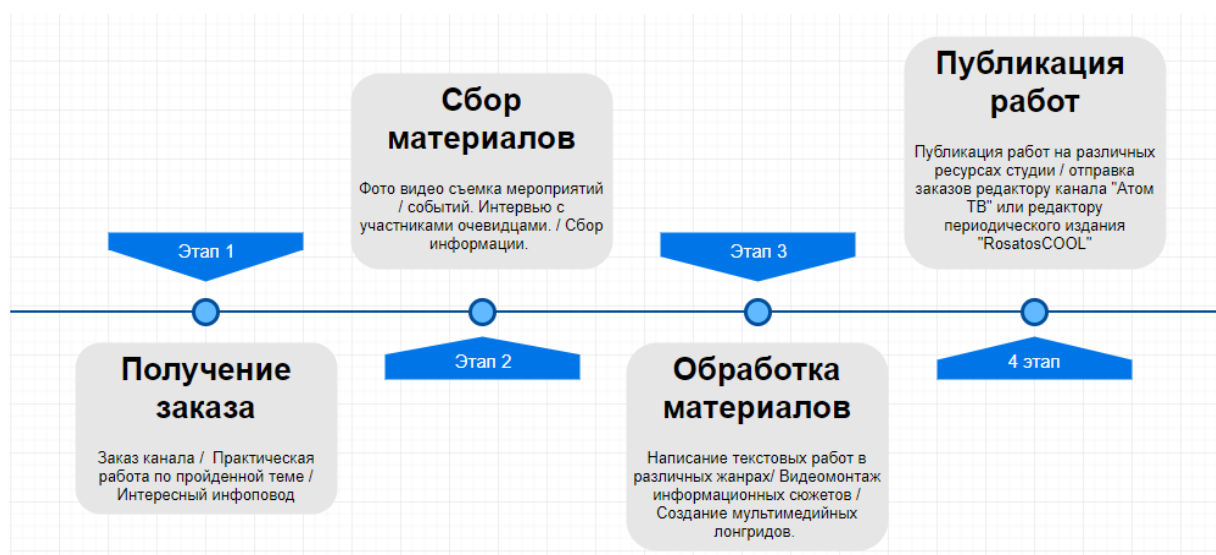 Этап 1
Получение
заказа
Заказ канала / Практическая
работа по пройденной теме /
Интересный инфоповод
Сбор
материалов
Фото видео съемка мероприятий
/ событий. Интервью с
участниками очевидцами. / Сбор
информации.
Этап 2
Этап 3
Обработка
материалов
Написание текстовых работ в
различных жанрах/ Видеомонтаж
информационных сюжетов /
Создание мультимедийных
лонгридов.
Публикация
работ
Публикация работ на различных
ресурсах студии / отправка
заказов редактору канала "Атом
ТВ" или редактору
периодического издания
"RosatosCOOL"
4 этап